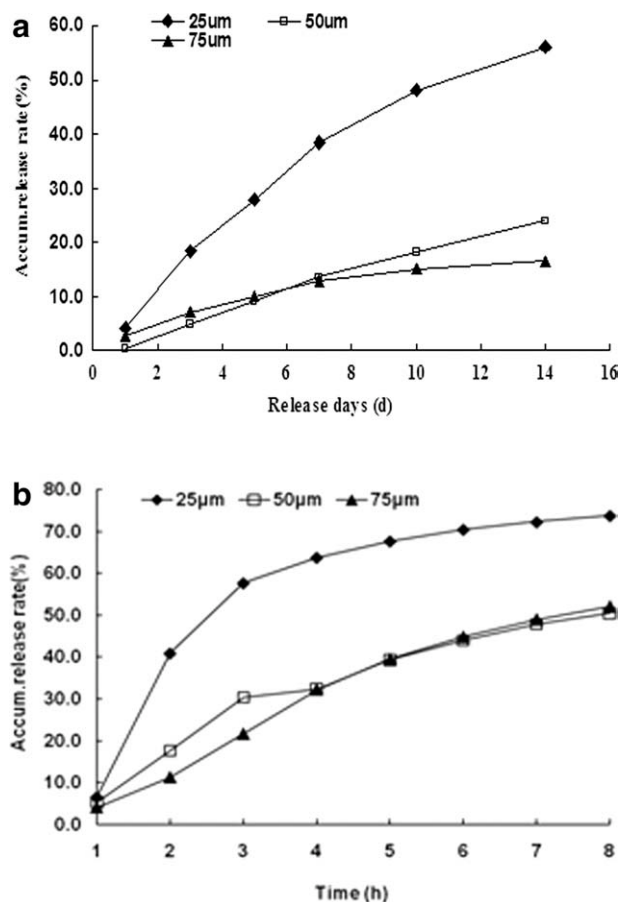 a
25um 50um
75um
Accum.release rate (%)
60.0
50.0
40.0
30.0
20.0
10.0
0.0
0 2 4 6 8 10 12 14 16
Release days (d)
b
25μm 50μm 75μm
Accum.release rate(%)
80.0
70.0
60.0
50.0
40.0
30.0
20.0
10.0
0.0
1 2 3 4 5 6 7 8
Time (h)